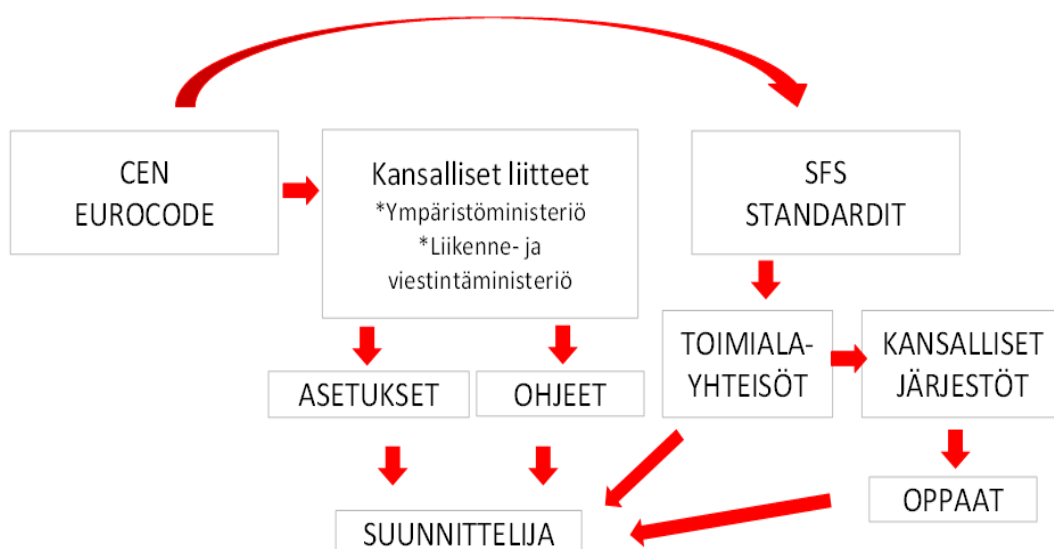 CEN
EUROCODE
Kansalliset liitteet
*Ympäristöministeriö
*Liikenne- ja
viestintäministeriö
SFS
STANDARDIT
ASETUKSET
OHJEET
TOIMIALA-
YHTEISÖT
KANSALLISET
JÄRJESTÖT
OPPAAT
SUUNNITTELIJA